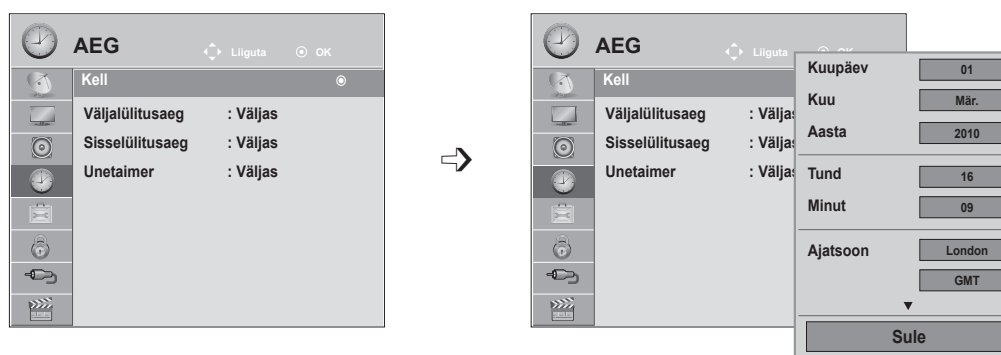 AEG
Liiguta OK
Kell
Väljalülitusaeg : Väljas
Sisselülitusaeg : Väljas
Unetaimer : Väljas
AEG
Liiguta OK
Kell
Väljalülitusaeg : Väljas
Sisselülitusaeg : Väljas
Unetaimer : Väljas
Kuupäev 01
Kuu Mär.
Aasta 2010
Tund 16
Minut 09
Ajatsoon London
GMT
Sule